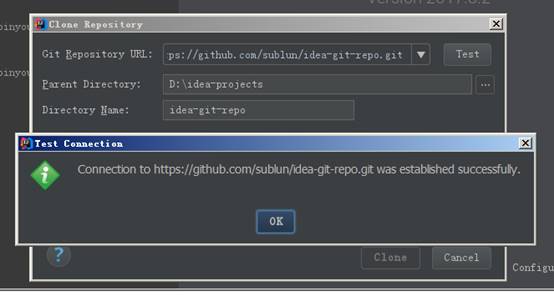 Version 2017.3.2
Clone Repository
Git Repository URL: ps://github.com/sublun/idea-git-repo.git Test
Parent Directory: D:\idea-projects ...
Directory Name: idea-git-repo
Test Connection
Connection to https://github.com/sublun/idea-git-repo.git was established successfully.
OK
? Clone Cancel
Configu